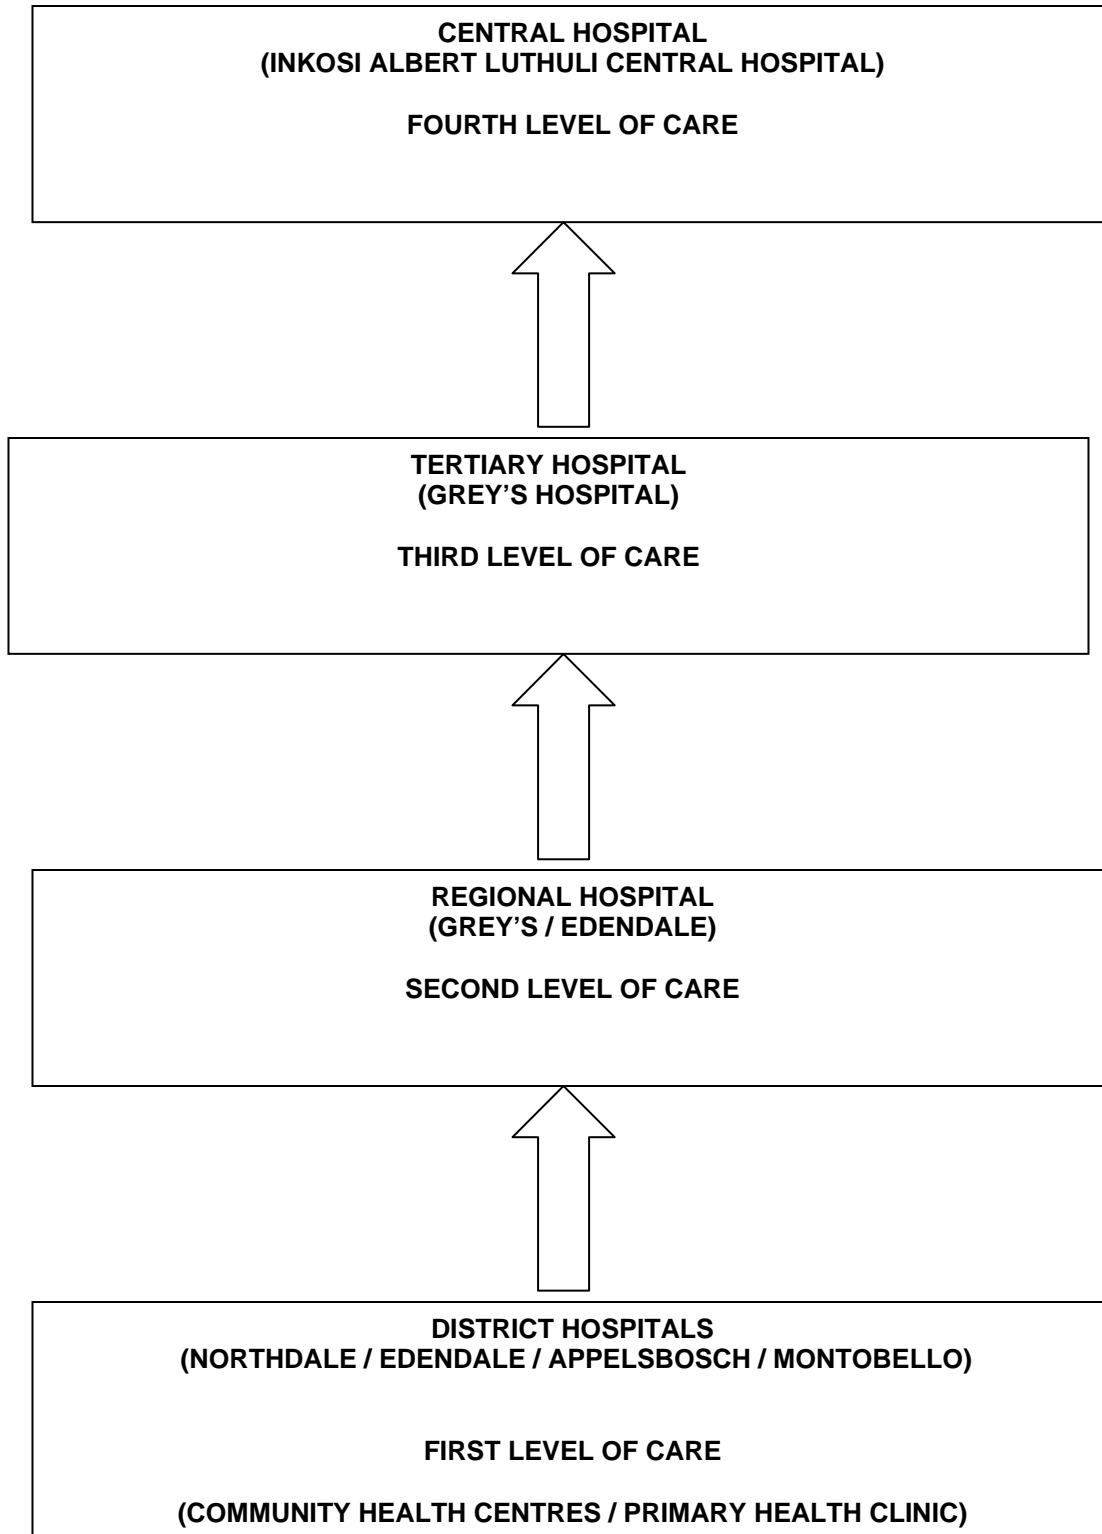 CENTRAL HOSPITAL
(INKOSI ALBERT LUTHULI CENTRAL HOSPITAL)
FOURTH LEVEL OF CARE
TERTIARY HOSPITAL
(GREY’S HOSPITAL)
THIRD LEVEL OF CARE
REGIONAL HOSPITAL
(GREY’S / EDENDALE)
SECOND LEVEL OF CARE
DISTRICT HOSPITALS
(NORTHDALE / EDENDALE / APPELSBOSCH / MONTOBELLO)
FIRST LEVEL OF CARE
(COMMUNITY HEALTH CENTRES / PRIMARY HEALTH CLINIC)